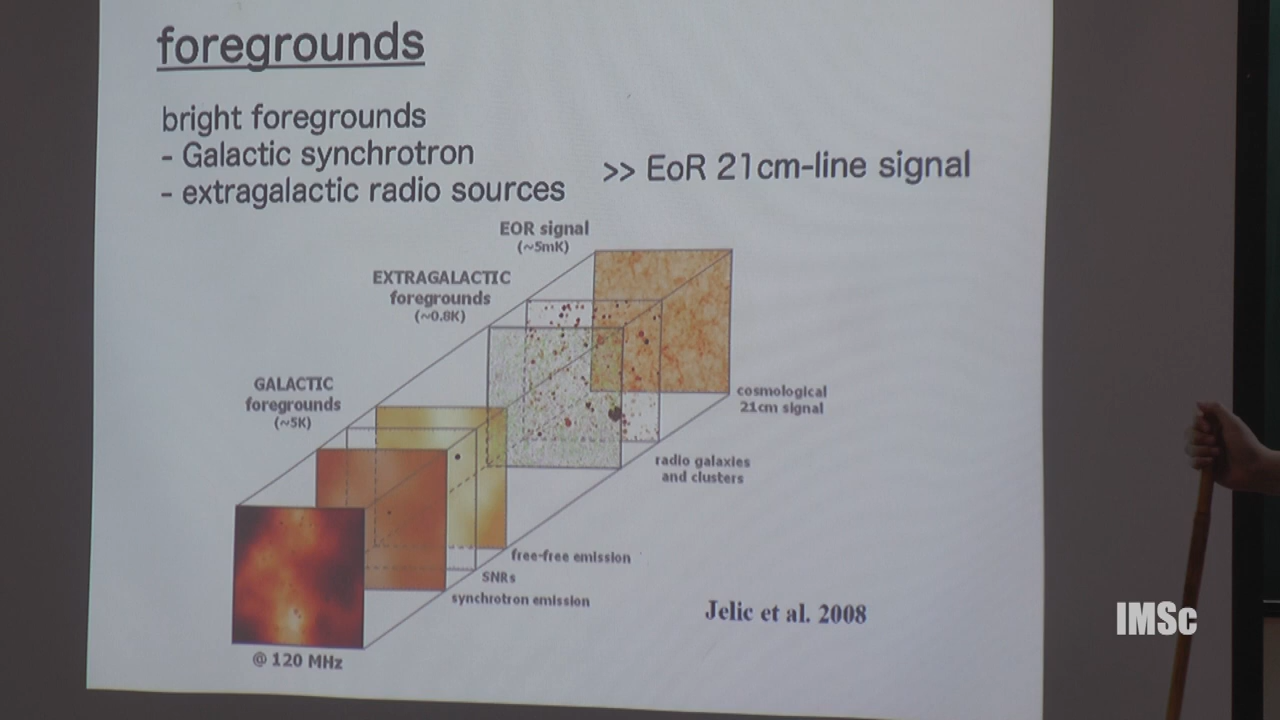 foregrounds
bright foregrounds
- Galactic synchrotron
- extragalactic radio sources
>> EoR 21cm-line signal
EOR signal
(~5mK)
EXTRAGALACTIC
foregrounds
(~0.8K)
GALACTIC
foregrounds
(~5K)
cosmological
21cm signal
radio galaxies
and clusters
free-free emission
SNRs
synchrotron emission
@ 120 MHz
Jelic et al. 2008
IMSc